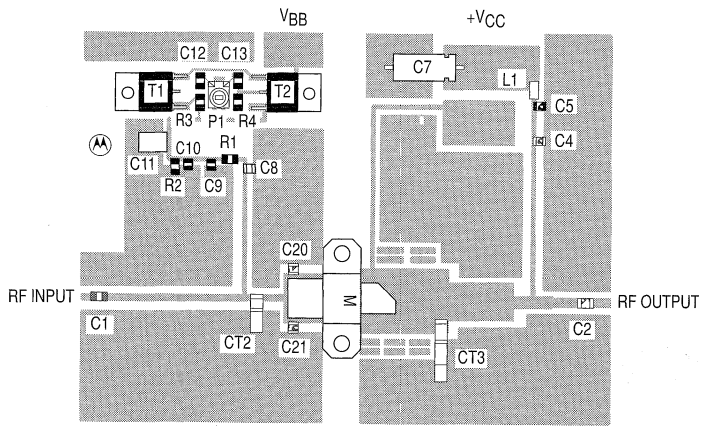 VBB
+VCC
C12 C13
C7
L1
T1
T2
C5
R3
P1
R4
C4
C11
C10
R1
R2
C9
C8
C20
RF INPUT
M
RF OUTPUT
C1
CT2
C21
CT3
C2